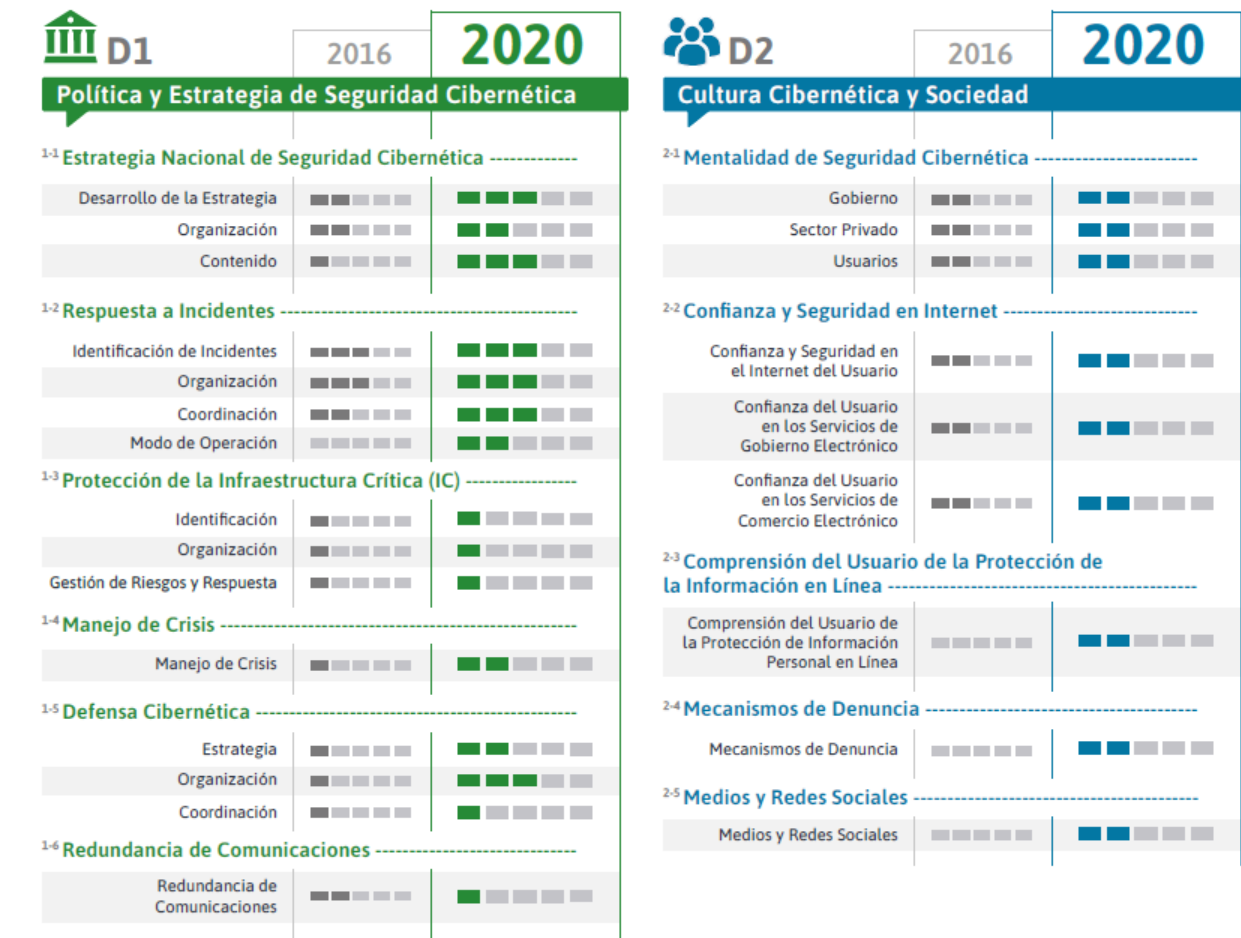 D1
2016
2020
Política y Estrategia de Seguridad Cibernética
1-1 Estrategia Nacional de Seguridad Cibernética
Desarrollo de la Estrategia
Organización
Contenido
1-2 Respuesta a Incidentes
Identificación de Incidentes
Organización
Coordinación
Modo de Operación
1-3 Protección de la Infraestructura Crítica (IC)
Identificación
Organización
Gestión de Riesgos y Respuesta
1-4 Manejo de Crisis
Manejo de Crisis
1-5 Defensa Cibernética
Estrategia
Organización
Coordinación
1-6 Redundancia de Comunicaciones
Redundancia de
Comunicaciones
D2
2016
2020
Cultura Cibernética y Sociedad
2-1 Mentalidad de Seguridad Cibernética
Gobierno
Sector Privado
Usuarios
2-2 Confianza y Seguridad en Internet
Confianza y Seguridad en
el Internet del Usuario
Confianza del Usuario
en los Servicios de
Gobierno Electrónico
Confianza del Usuario
en los Servicios de
Comercio Electrónico
2-3 Comprensión del Usuario de la Protección de
la Información en Línea
Comprensión del Usuario de
la Protección de Información
Personal en Línea
2-4 Mecanismos de Denuncia
Mecanismos de Denuncia
2-5 Medios y Redes Sociales
Medios y Redes Sociales